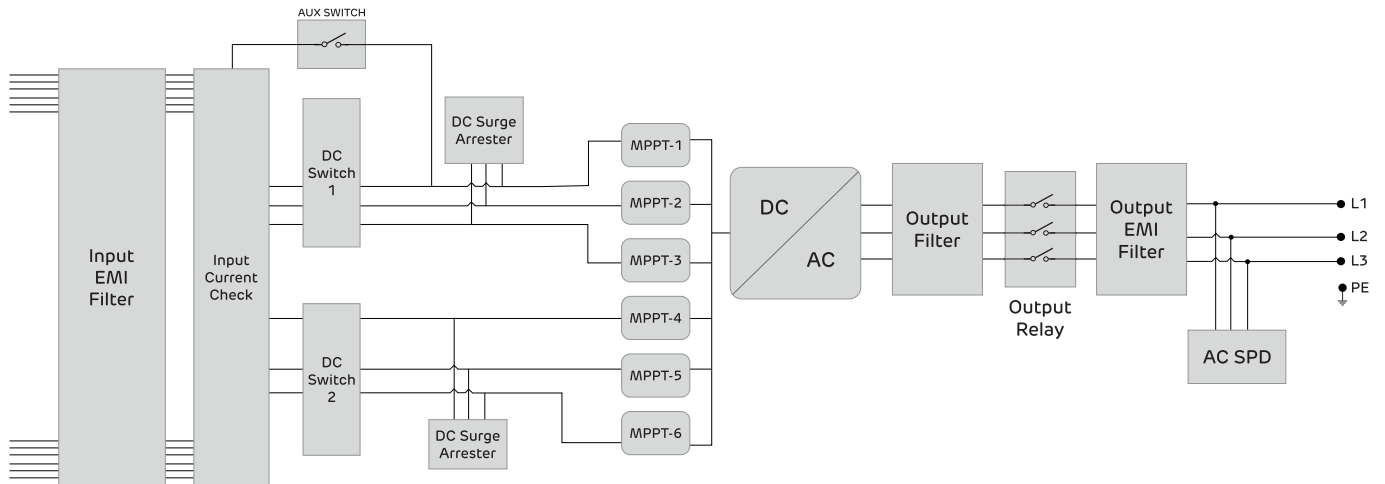 AUX SWITCH
Input
EMI
Filter
Input
Current
Check
DC
Switch
1
DC Surge
Arrester
DC
Switch
2
DC Surge
Arrester
MPPT-1
MPPT-2
MPPT-3
MPPT-4
MPPT-5
MPPT-6
DC
AC
Output
Filter
Output
Relay
Output
EMI
Filter
L1
L2
L3
PE
AC SPD